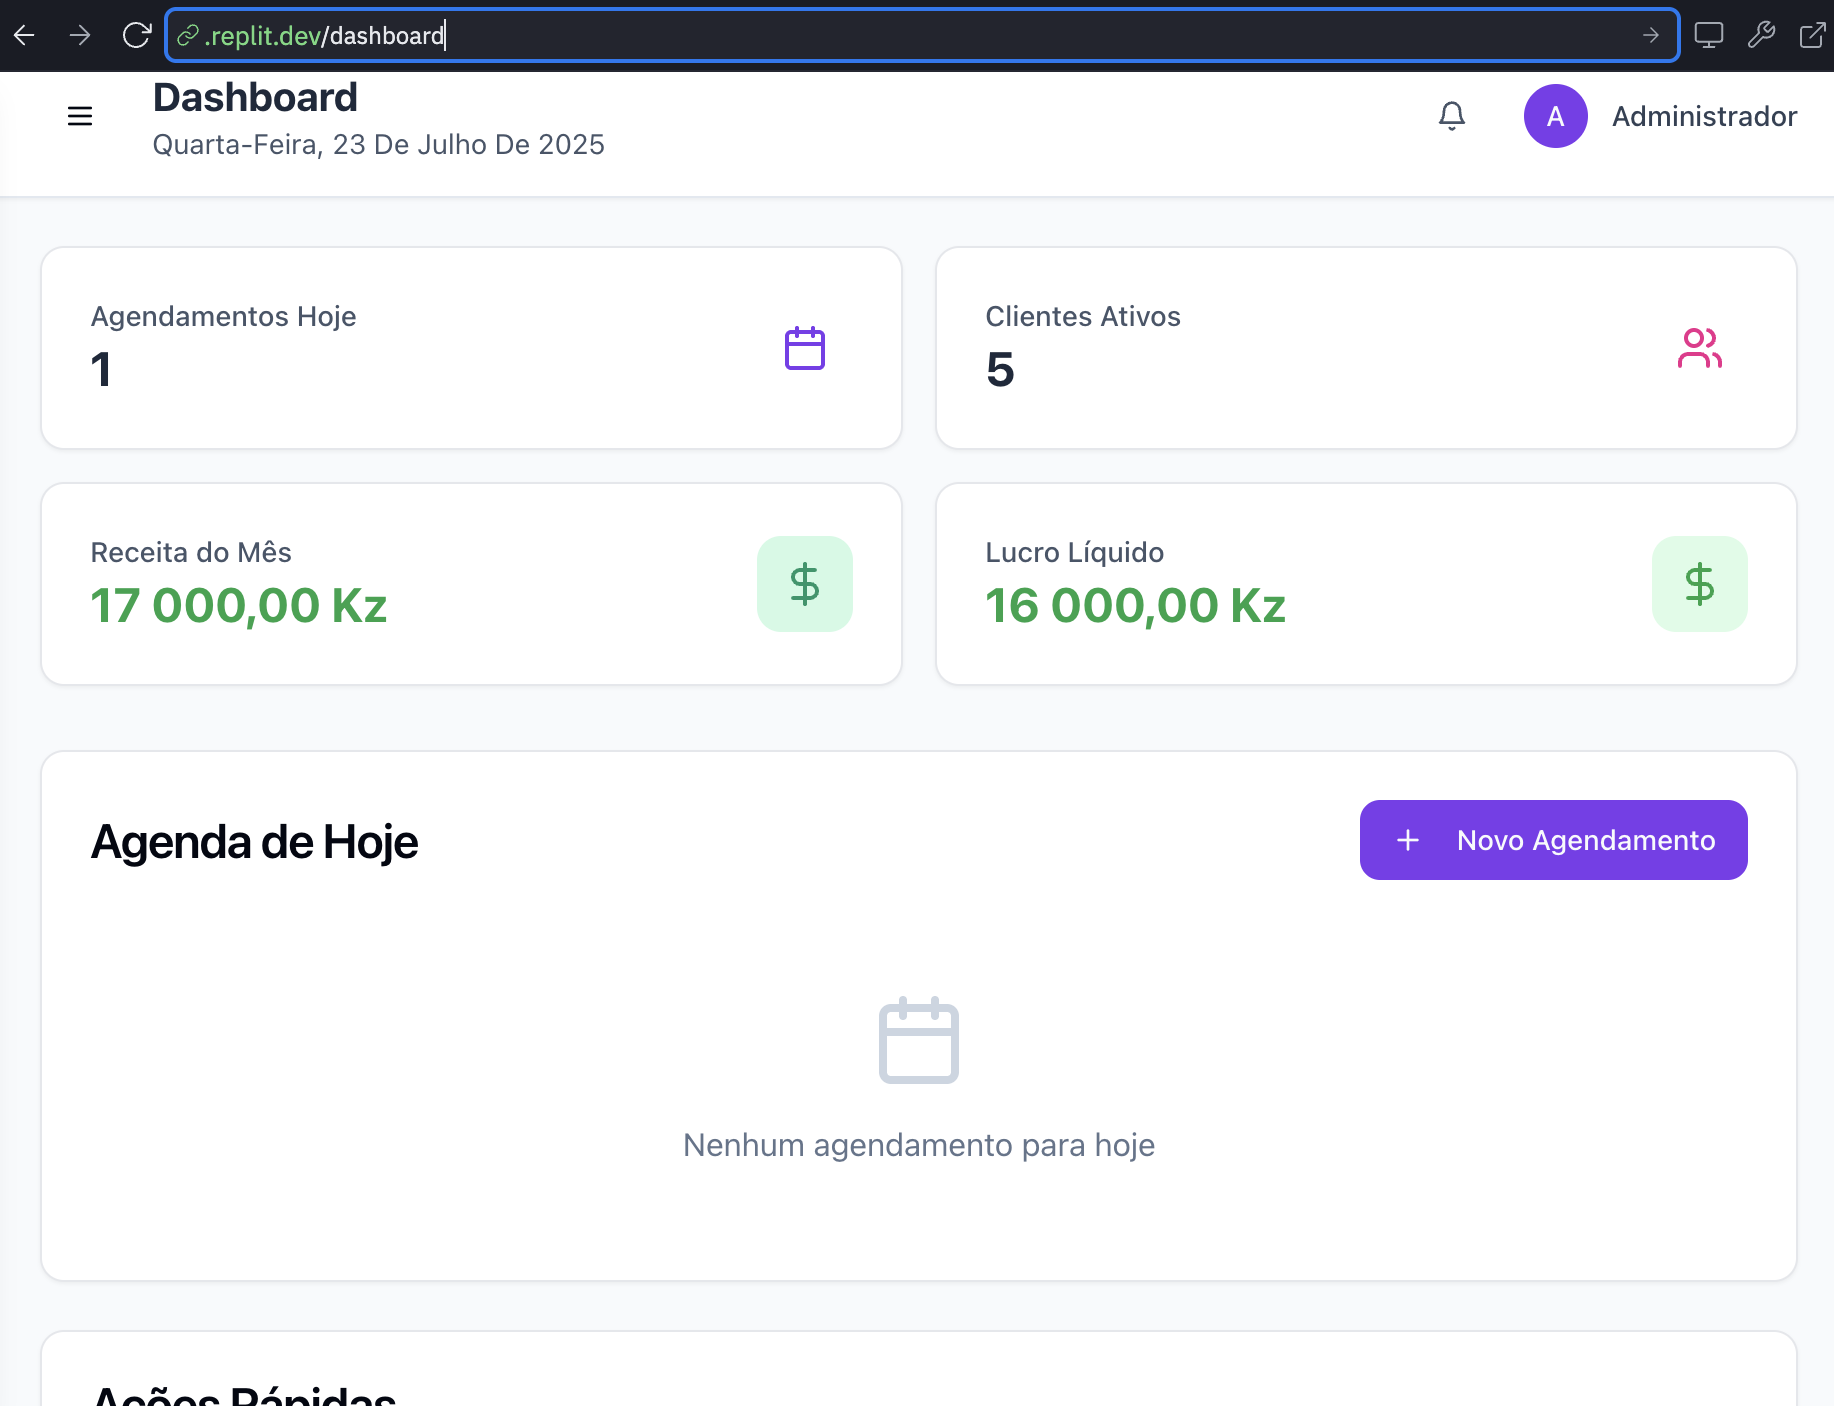 .replit.dev/dashboard
Dashboard
Quarta-Feira, 23 De Julho De 2025
A
Administrador
Agendamentos Hoje
1
Clientes Ativos
5
Receita do Mês
17 000,00 Kz
$
Lucro Líquido
16 000,00 Kz
$
Agenda de Hoje
+ Novo Agendamento
Nenhum agendamento para hoje
Ações Rápidas